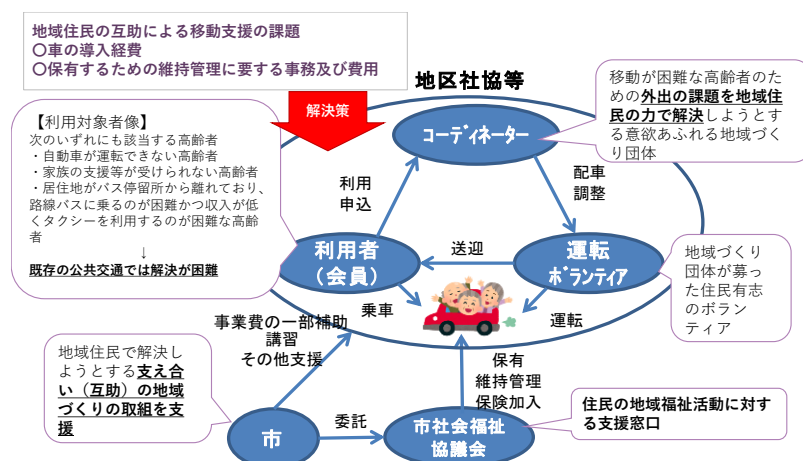 地域住民の互助による移動支援の課題
〇車の導入経費
〇保有するための維持管理に要する事務及び費用
解決策
地区社協等
移動が困難な高齢者のた
めの外出の課題を地域住
民の力で解決しようとす
る意欲あふれる地域づく
り団体
【利用対象者像】
次のいずれにも該当する高齢者
・自動車が運転できない高齢者
・家族の支援等が受けられない高齢者
・居住地がバス停留所から離れており、
路線バスに乗るのが困難かつ収入が低
くタクシーを利用するのが困難な高齢
者
↓
既存の公共交通では解決が困難
コーディネーター
利用
申込
配車
調整
利用者
（会員）
送迎
運転
ボランティア
地域づくり
団体が募っ
た住民有志
のボラン
ティア
乗車
運転
事業費の一部補助
講習
その他支援
保有
維持管理
保険加入
地域住民で解決し
ようとする支え合
い（互助）の地域
づくりの取組を支
援
市
委託
市社会福祉
協議会
住民の地域福祉活動に対す
る支援窓口